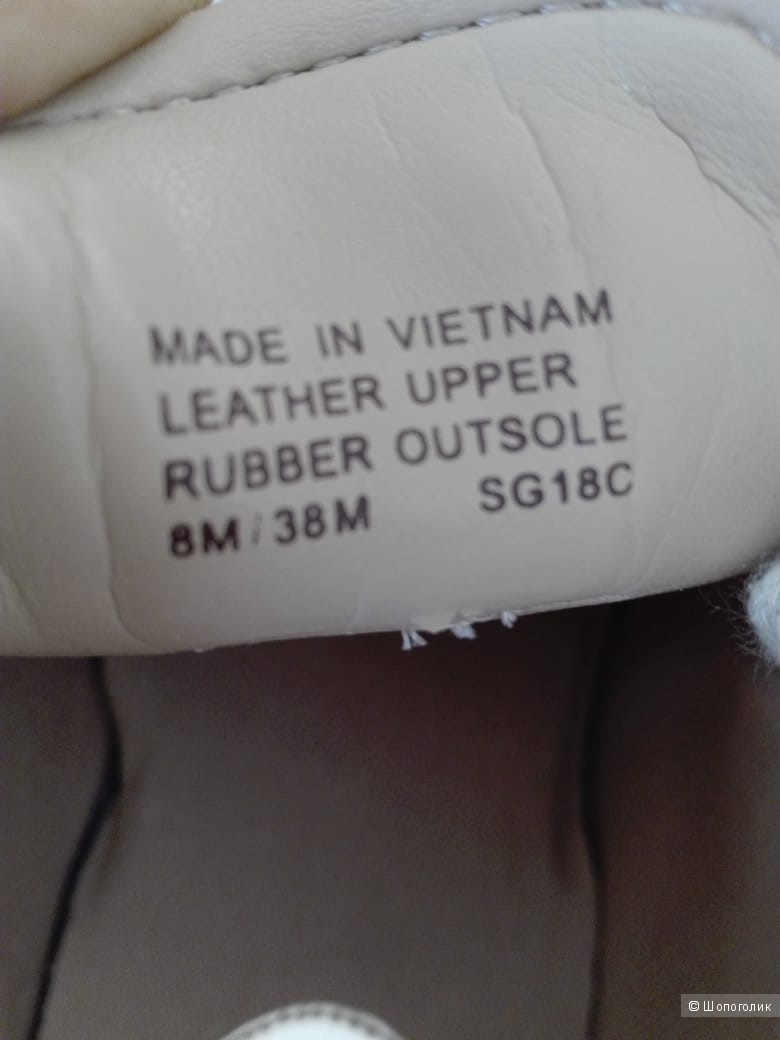 MADE IN VIETNAM
LEATHER UPPER
RUBBER OUTSOLE
8M/38M SG18C
© Шопоголик